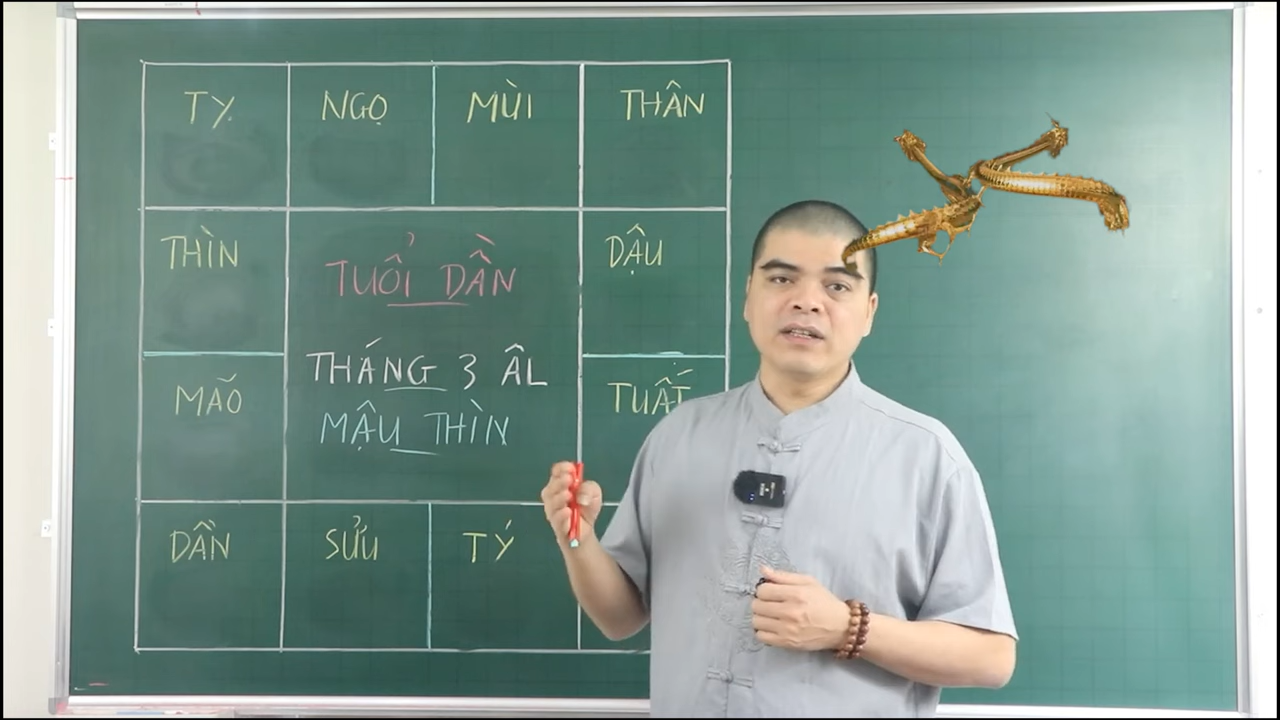 TỴ NGỌ MÙI THÂN
THÌN DẬU
TUỔI DẦN
THÁNG 3 ÂL
MÃO TUẤT
MẬU THÌN
DẦN SỬU TÝ